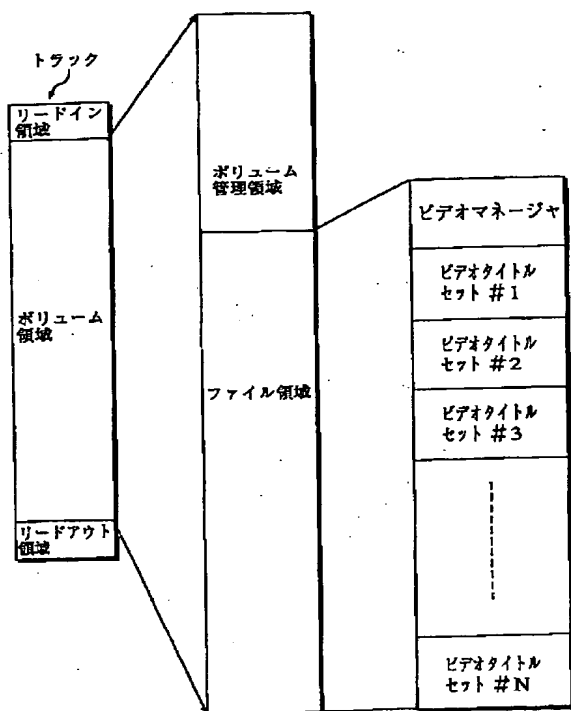 トラック
リードイン
領域
ボリューム
領域
リードアウト
領域
ボリューム
管理領域
ファイル領域
ビデオマネージャ
ビデオタイトル
セット #1
ビデオタイトル
セット #2
ビデオタイトル
セット #3
ビデオタイトル
セット #N